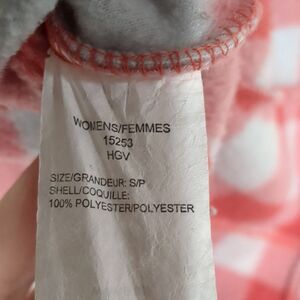 WOMENS/FEMMES
15253
HGV
SIZE/GRANDEUR: S/P
SHELL/COQUILLE:
100% POLYESTER/POLYESTER